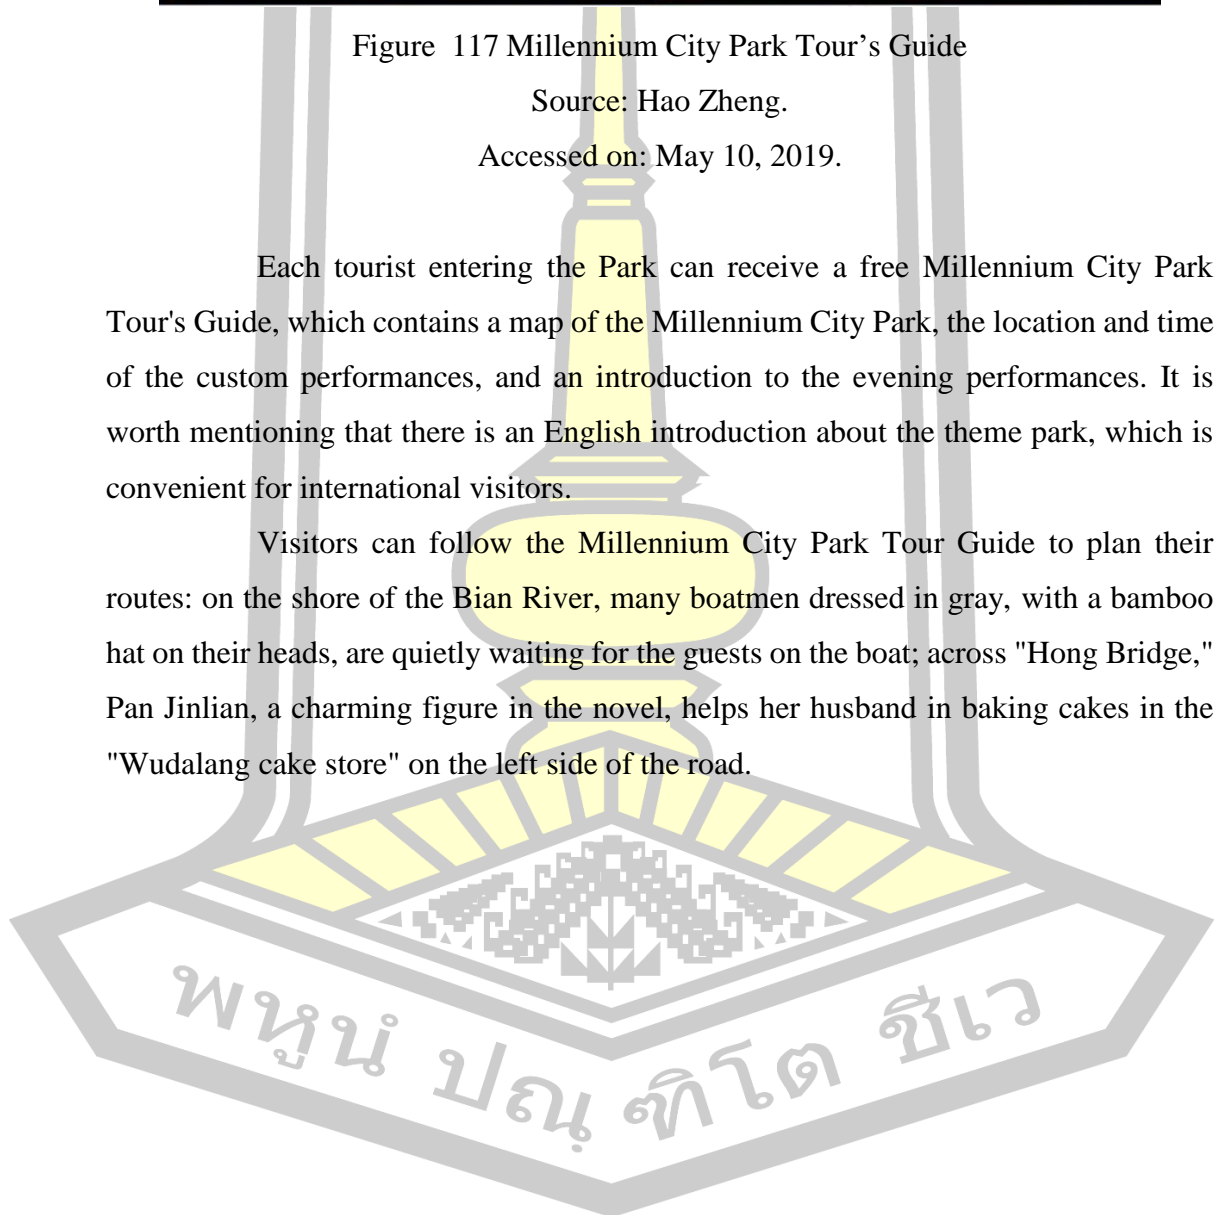 Figure  117 Millennium City Park Tour’s Guide
Source: Hao Zheng.
Accessed on: May 10, 2019.
Each tourist entering the Park can receive a free Millennium City Park
Tour's Guide, which contains a map of the Millennium City Park, the location and time
of the custom performances, and an introduction to the evening performances. It is
worth mentioning that there is an English introduction about the theme park, which is
convenient for international visitors.
Visitors can follow the Millennium City Park Tour Guide to plan their
routes: on the shore of the Bian River, many boatmen dressed in gray, with a bamboo
hat on their heads, are quietly waiting for the guests on the boat; across "Hong Bridge,"
Pan Jinlian, a charming figure in the novel, helps her husband in baking cakes in the
"Wudalang cake store" on the left side of the road.
พหูนํ ปณฺฑิโต ชีเว